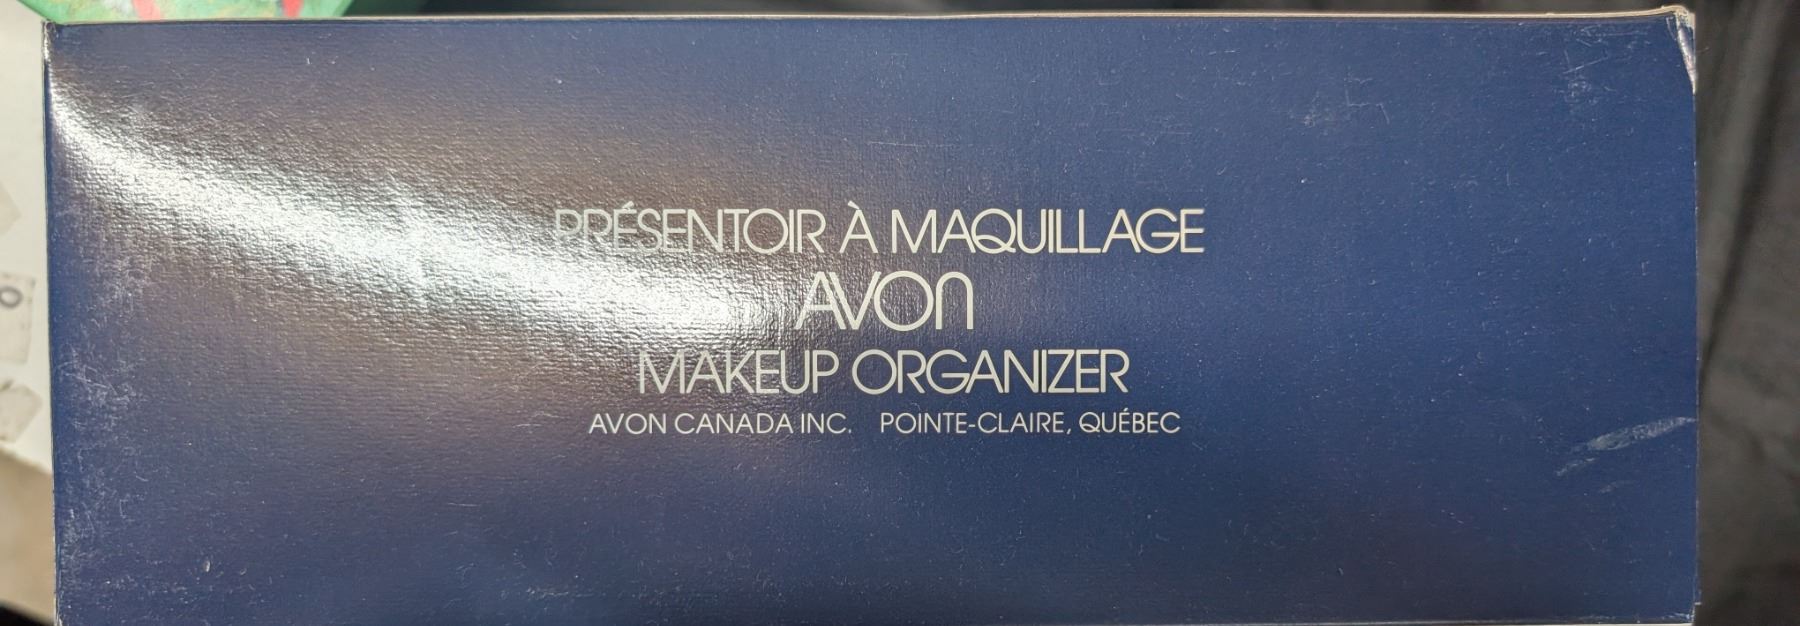 PRÉSENTOIR À MAQUILLAGE
AVON
MAKEUP ORGANIZER
AVON CANADA INC. POINTE-CLAIRE, QUÉBEC